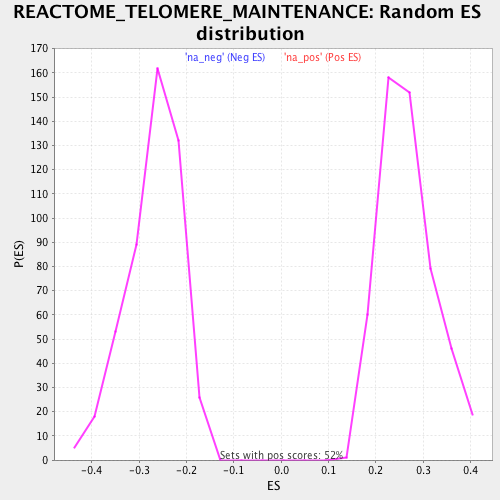 REACTOME_TELOMERE_MAINTENANCE: Random ES
distribution
'na_neg' (Neg ES) 'na_pos' (Pos ES)
170
160
150
140
130
120
110
100
90
80
70
60
50
40
30
20
10
0
P(ES)
Sets with pos scores: 52%
-0.4 -0.3 -0.2 -0.1 0.0 0.1 0.2 0.3 0.4
ES